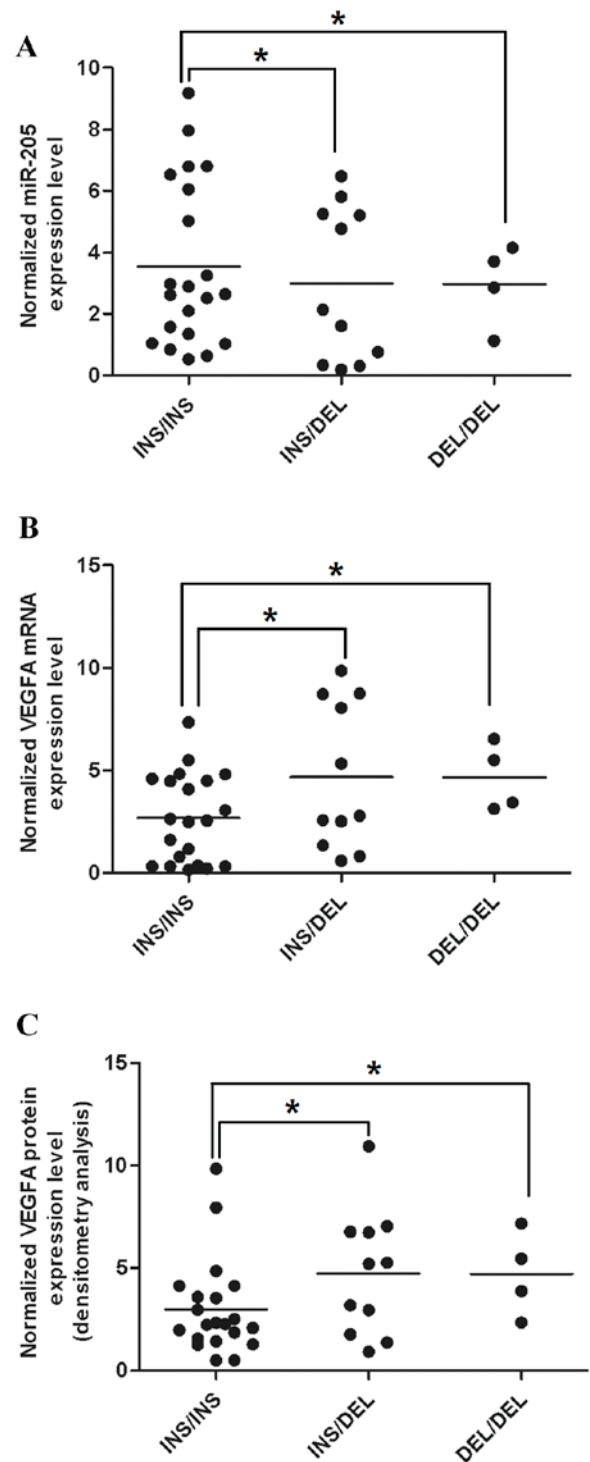 A
*
*
Normalized miR-205
expression level
10
8
6
4
2
0
INS/INS
INS/DEL
DEL/DEL
B
*
*
Normalized VEGFA mRNA
expression level
15
10
5
0
INS/INS
INS/DEL
DEL/DEL
C
*
*
Normalized VEGFA protein
expression level
(densitometry analysis)
15
10
5
0
INS/INS
INS/DEL
DEL/DEL